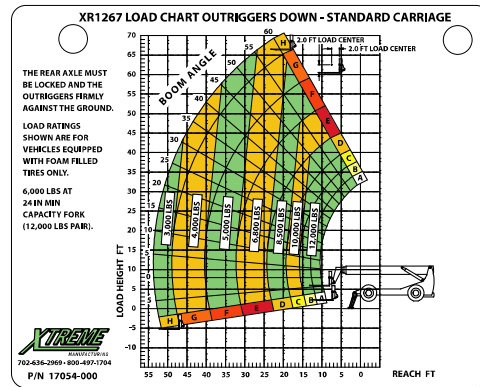 XR1267 LOAD CHART OUTRIGGERS DOWN - STANDARD CARRIAGE
2.0 FT LOAD CENTER
2.0 FT LOAD CENTER
THE REAR AXLE MUST
BE LOCKED AND THE
OUTRIGGERS FIRMLY
AGAINST THE GROUND.
LOAD RATINGS
SHOWN ARE FOR
VEHICLES EQUIPPED
WITH FOAM FILLED
TIRES ONLY.
6,000 LBS AT
24 IN MIN
CAPACITY FORK
(12,000 LBS PAIR).
BOOM ANGLE
60
55
50
45
40
35
30
25
20
15
10
5
0
5
H
G
F
E
D
C
B
A
3,000 LBS
4,000 LBS
5,000 LBS
6,800 LBS
8,500 LBS
10,000 LBS
12,000 LBS
H
G
F
E
D
C
B
A
LOAD HEIGHT FT
70
65
60
55
50
45
40
35
30
25
20
15
10
5
0
-5
-10
55 50 45 40 35 30 25 20 15 10 5 0
REACH FT
XTREME
MANUFACTURING
702-636-2969 • 800-497-1704
P/N 17054-000